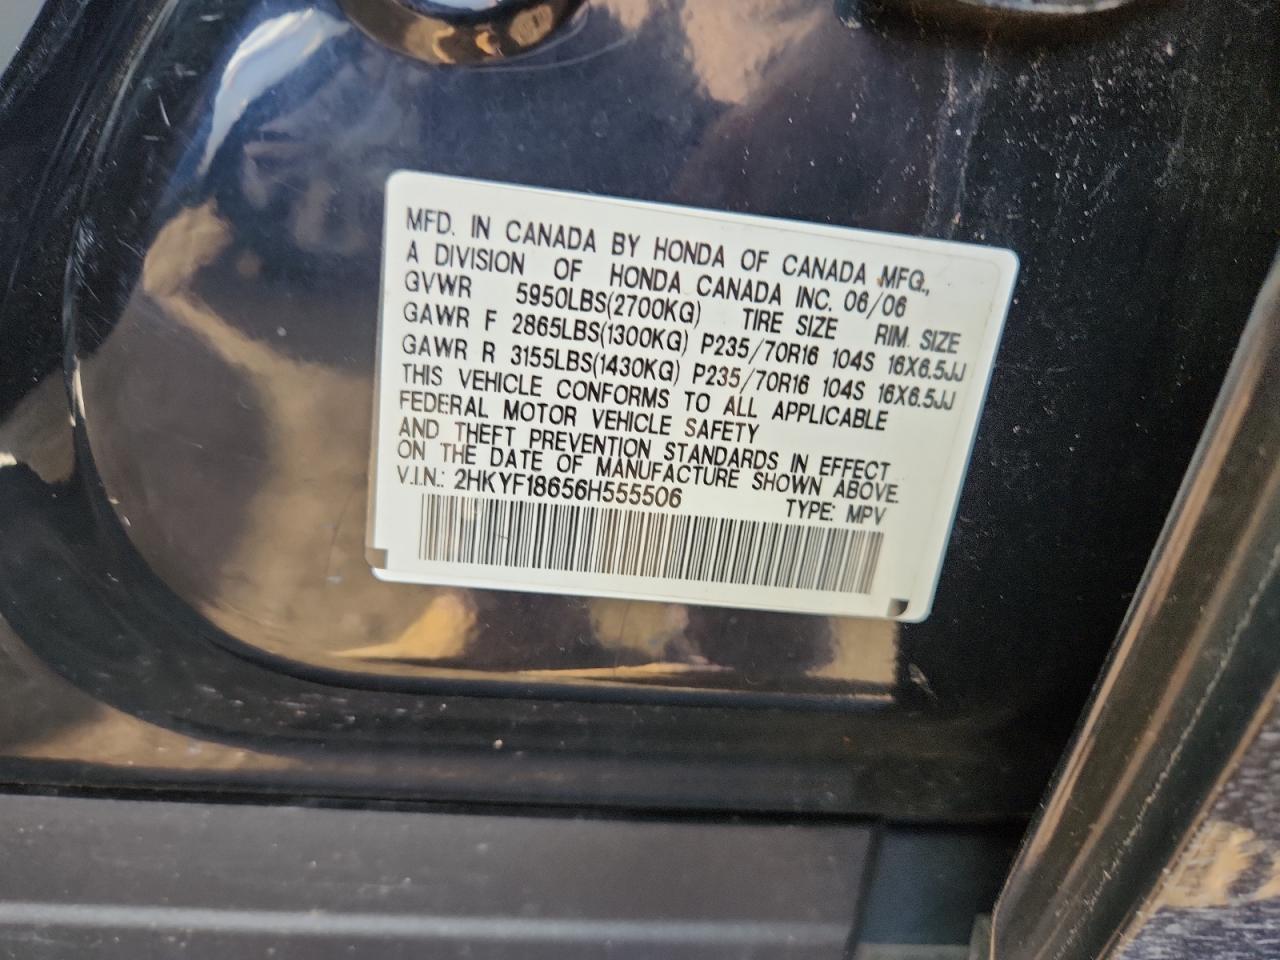 MFD. IN CANADA BY HONDA OF CANADA MFG.,
A DIVISION OF HONDA CANADA INC. 06/06
GVWR 5950LBS(2700KG) TIRE SIZE RIM SIZE
GAWR F 2865LBS(1300KG) P235/70R16 104S 16X6.5JJ
GAWR R 3155LBS(1430KG) P235/70R16 104S 16X6.5JJ
THIS VEHICLE CONFORMS TO ALL APPLICABLE
FEDERAL MOTOR VEHICLE SAFETY
AND THEFT PREVENTION STANDARDS IN EFFECT
ON THE DATE OF MANUFACTURE SHOWN ABOVE.
V.I.N.: 2HKYF18656H555506 TYPE: MPV